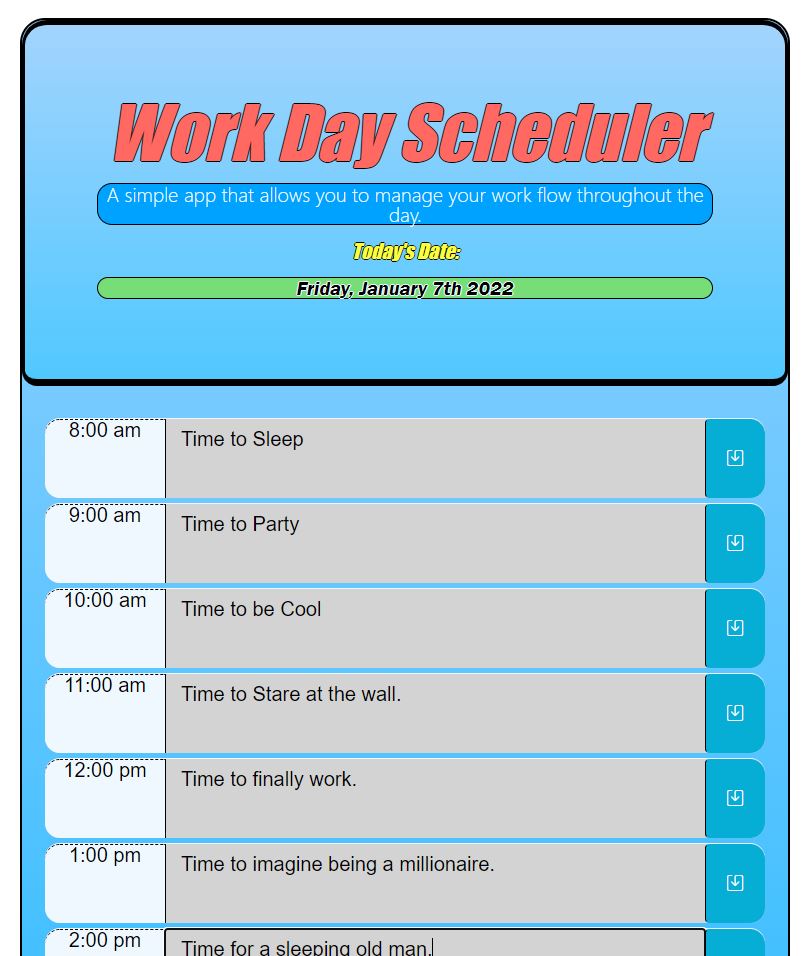 Work Day Scheduler
A simple app that allows you to manage your work flow throughout the
day.
Today's Date:
Friday, January 7th 2022
8:00 am
Time to Sleep
9:00 am
Time to Party
10:00 am
Time to be Cool
11:00 am
Time to Stare at the wall.
12:00 pm
Time to finally work.
1:00 pm
Time to imagine being a millionaire.
2:00 pm
Time for a sleeping old man.